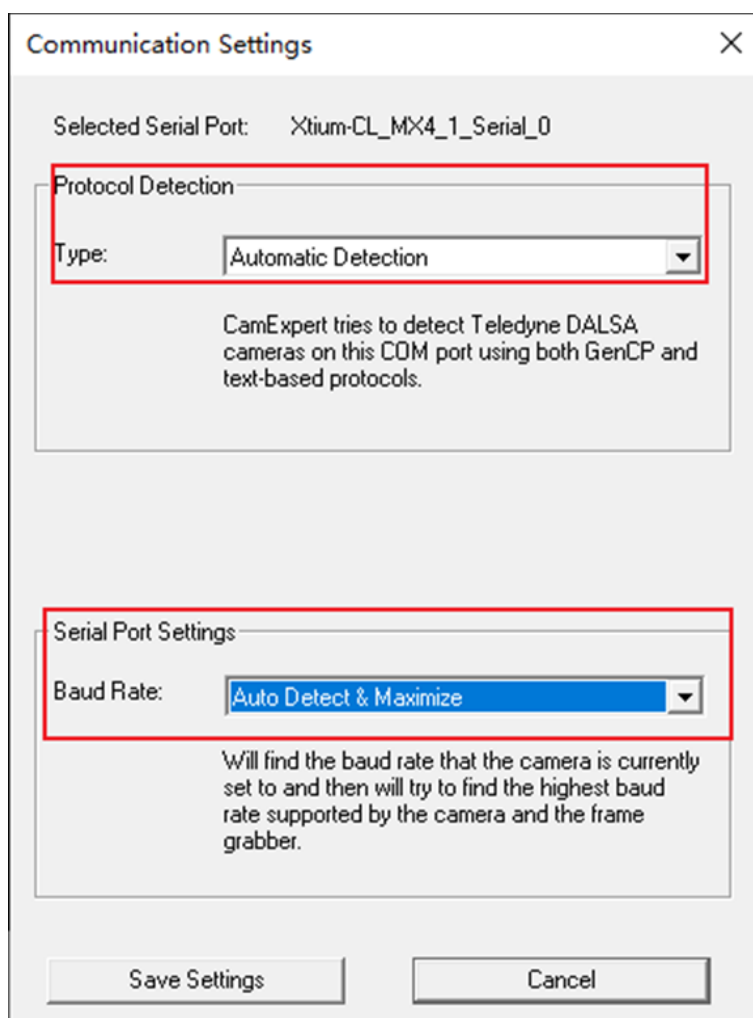 Communication Settings
Selected Serial Port: Xtium-CL_MX4_1_Serial_0
Protocol Detection
Type: Automatic Detection
CamExpert tries to detect Teledyne DALSA
cameras on this COM port using both GenCP and
text-based protocols.
Serial Port Settings
Baud Rate: Auto Detect & Maximize
Will find the baud rate that the camera is currently
set to and then will try to find the highest baud
rate supported by the camera and the frame
grabber.
Save Settings Cancel